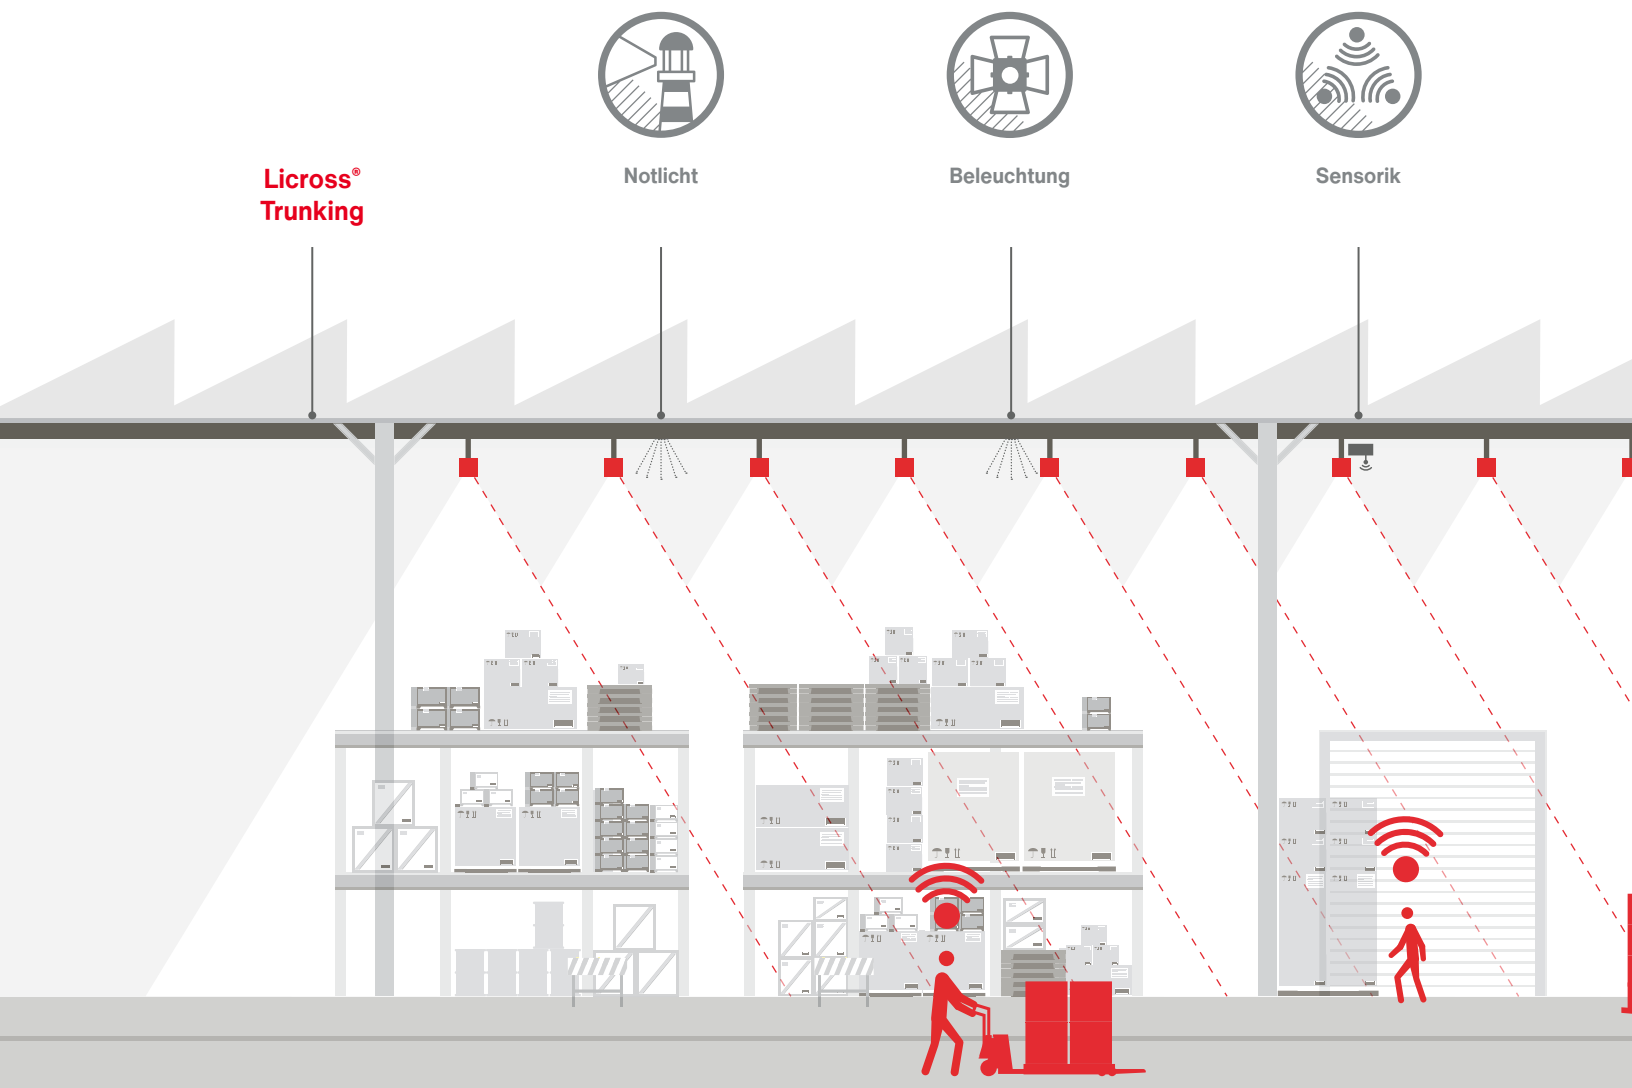 Notlicht
Beleuchtung
Sensorik
Licross®
Trunking